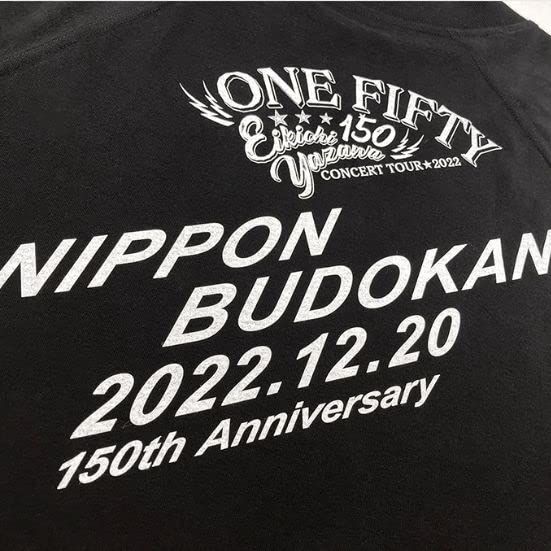 ONE FIFTY
★★★
Eikichi 150
Yazawa
CONCERT TOUR★2022
NIPPON
BUDOKAN
2022.12.20
150th Anniversary